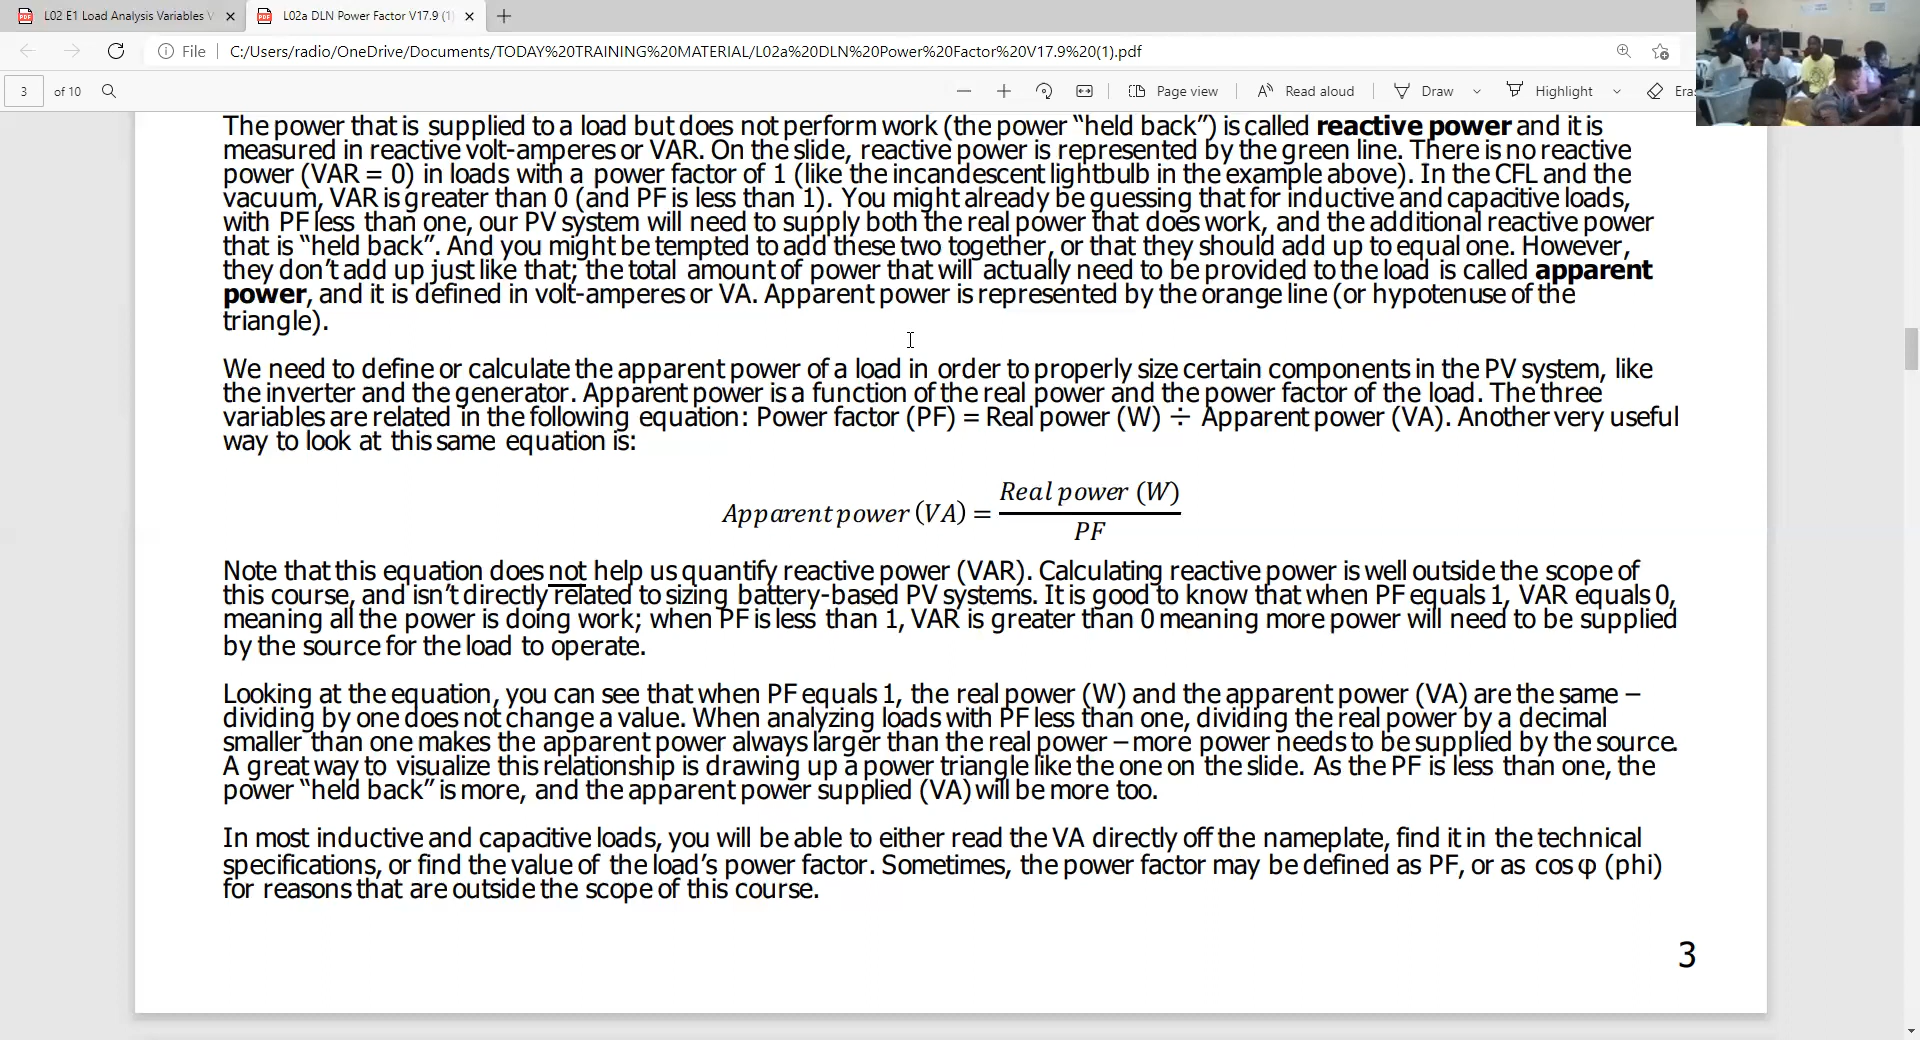 L02 E1 Load Analysis Variables V
L02a DLN Power Factor V17.9 (1)
File
C:/Users/radio/OneDrive/Documents/TODAY%20TRAINING%20MATERIAL/L02a%20DLN%20Power%20Factor%20V17.9%20(1).pdf
3 of 10
Page view
Read aloud
Draw
Highlight
Eras
The power that is supplied to a load but does not perform work (the power “held back”) is called reactive power and it is
measured in reactive volt-amperes or VAR. On the slide, reactive power is represented by the green line. There is no reactive
power (VAR = 0) in loads with a power factor of 1 (like the incandescent lightbulb in the example above). In the CFL and the
vacuum, VAR is greater than 0 (and PF is less than 1). You might already be guessing that for inductive and capacitive loads,
with PF less than one, our PV system will need to supply both the real power that does work, and the additional reactive power
that is “held back”. And you might be tempted to add these two together, or that they should add up to equal one. However,
they don’t add up just like that; the total amount of power that will actually need to be provided to the load is called apparent
power, and it is defined in volt-amperes or VA. Apparent power is represented by the orange line (or hypotenuse of the
triangle).
We need to define or calculate the apparent power of a load in order to properly size certain components in the PV system, like
the inverter and the generator. Apparent power is a function of the real power and the power factor of the load. The three
variables are related in the following equation: Power factor (PF) = Real power (W) ÷ Apparent power (VA). Another very useful
way to look at this same equation is:
Apparent power (VA) = Real power (W)
PF
Note that this equation does not help us quantify reactive power (VAR). Calculating reactive power is well outside the scope of
this course, and isn’t directly related to sizing battery-based PV systems. It is good to know that when PF equals 1, VAR equals 0,
meaning all the power is doing work; when PF is less than 1, VAR is greater than 0 meaning more power will need to be supplied
by the source for the load to operate.
Looking at the equation, you can see that when PF equals 1, the real power (W) and the apparent power (VA) are the same –
dividing by one does not change a value. When analyzing loads with PF less than one, dividing the real power by a decimal
smaller than one makes the apparent power always larger than the real power – more power needs to be supplied by the source.
A great way to visualize this relationship is drawing up a power triangle like the one on the slide. As the PF is less than one, the
power “held back” is more, and the apparent power supplied (VA) will be more too.
In most inductive and capacitive loads, you will be able to either read the VA directly off the nameplate, find it in the technical
specifications, or find the value of the load’s power factor. Sometimes, the power factor may be defined as PF, or as cos φ (phi)
for reasons that are outside the scope of this course.
3